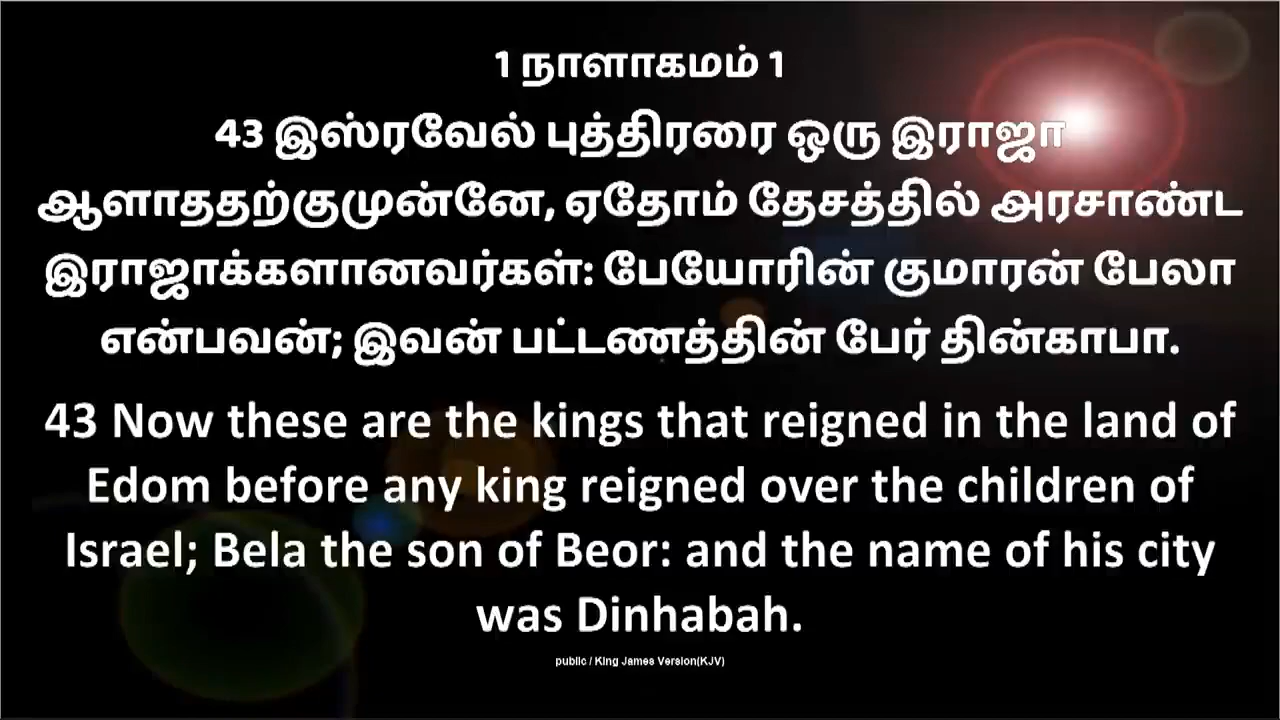 1 நாளாகமம் 1
43 இஸ்ரவேல் புத்திரரை ஒரு இராஜா
ஆளாததற்குமுன்னே, ஏதோம் தேசத்தில் அரசாண்ட
இராஜாக்களானவர்கள்: பேயோரின் குமாரன் பேலா
என்பவன்; இவன் பட்டணத்தின் பேர் தின்காபா.
43 Now these are the kings that reigned in the land of
Edom before any king reigned over the children of
Israel; Bela the son of Beor: and the name of his city
was Dinhabah.
public / King James Version(KJV)